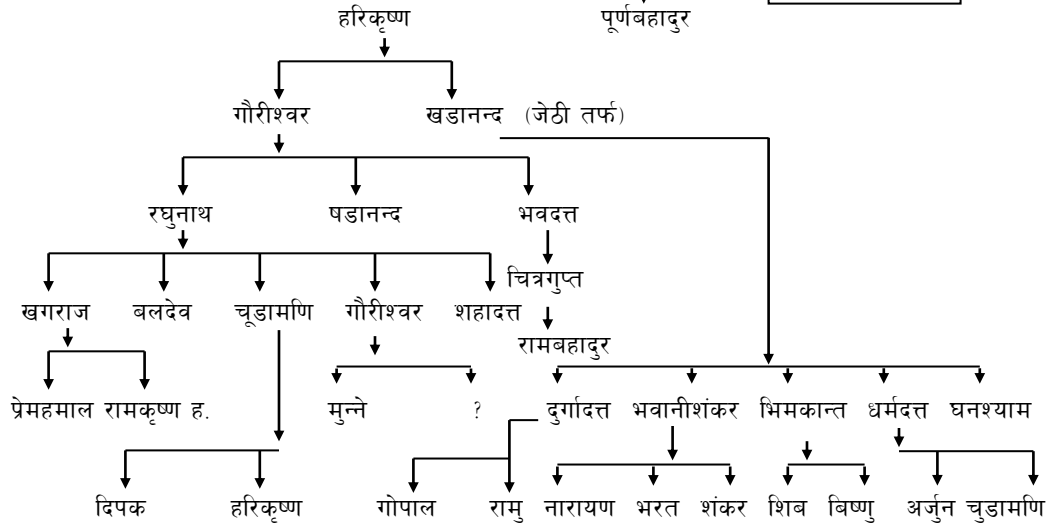 हरिकृष्ण पूर्णबहादुर
गौरीश्वर खडानन्द (जेठी तर्फ)
रघुनाथ षडानन्द भवदत्त
चित्रगुप्त
खगराज बलदेव चूडामणि गौरीश्वर शहादत्त
रामबहादुर
प्रेमहमाल रामकृष्ण ह. मुन्ने ? दुर्गादत्त भवानीशंकर भिमकान्त धर्मदत्त घनश्याम
दिपक हरिकृष्ण गोपाल रामु नारायण भरत शंकर शिब बिष्णु अर्जुन चुडामणि